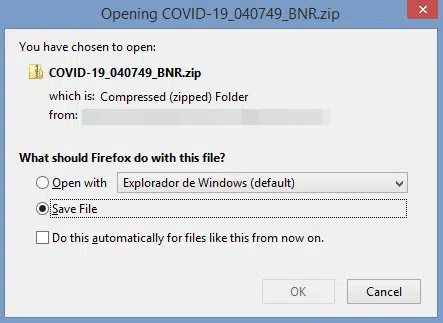 Opening COVID-19_040749_BNR.zip
You have chosen to open:
COVID-19_040749_BNR.zip
which is: Compressed (zipped) Folder
from:
What should Firefox do with this file?
Open with Explorador de Windows (default)
Save File
Do this automatically for files like this from now on.
OK Cancel